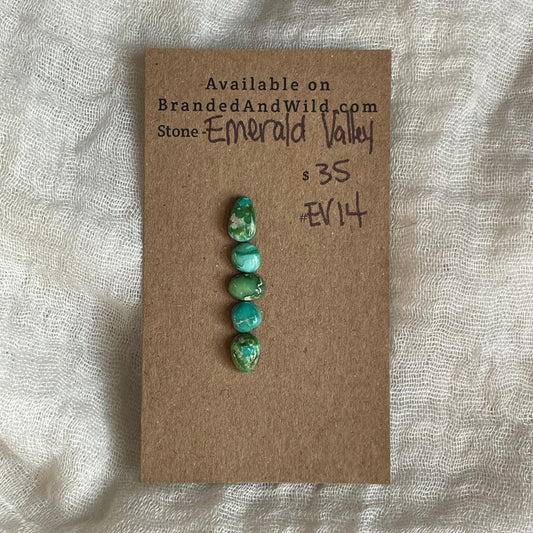 Available on
BrandedAndWild.com
Stone - Emerald Valley
$ 35
#EV14